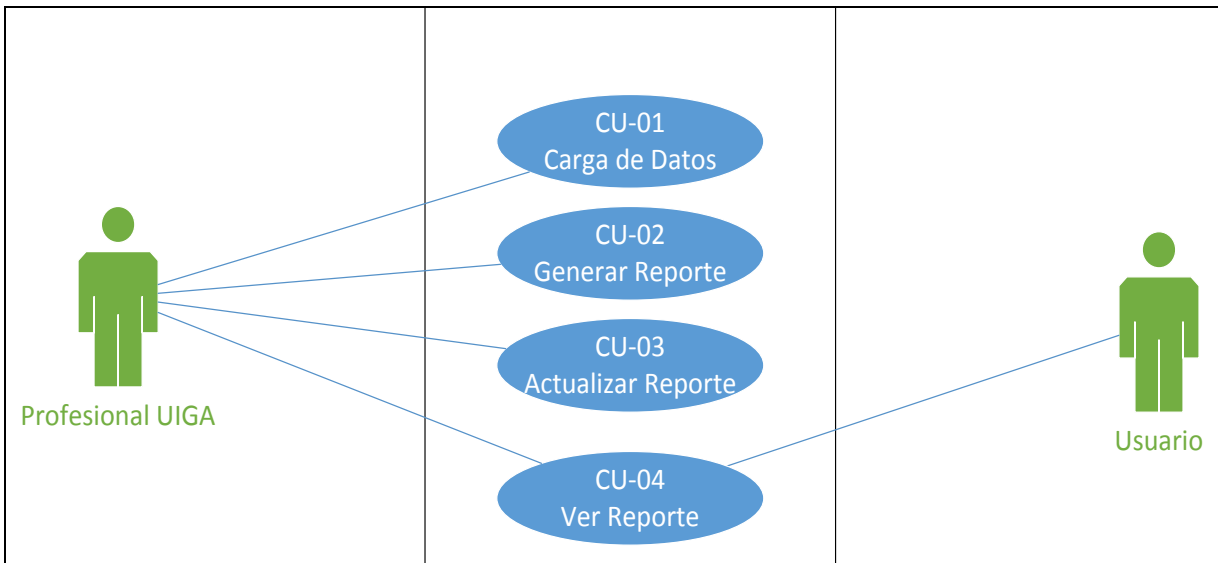 CU-01
Carga de Datos
CU-02
Generar Reporte
CU-03
Actualizar Reporte
Profesional UIGA
Usuario
CU-04
Ver Reporte